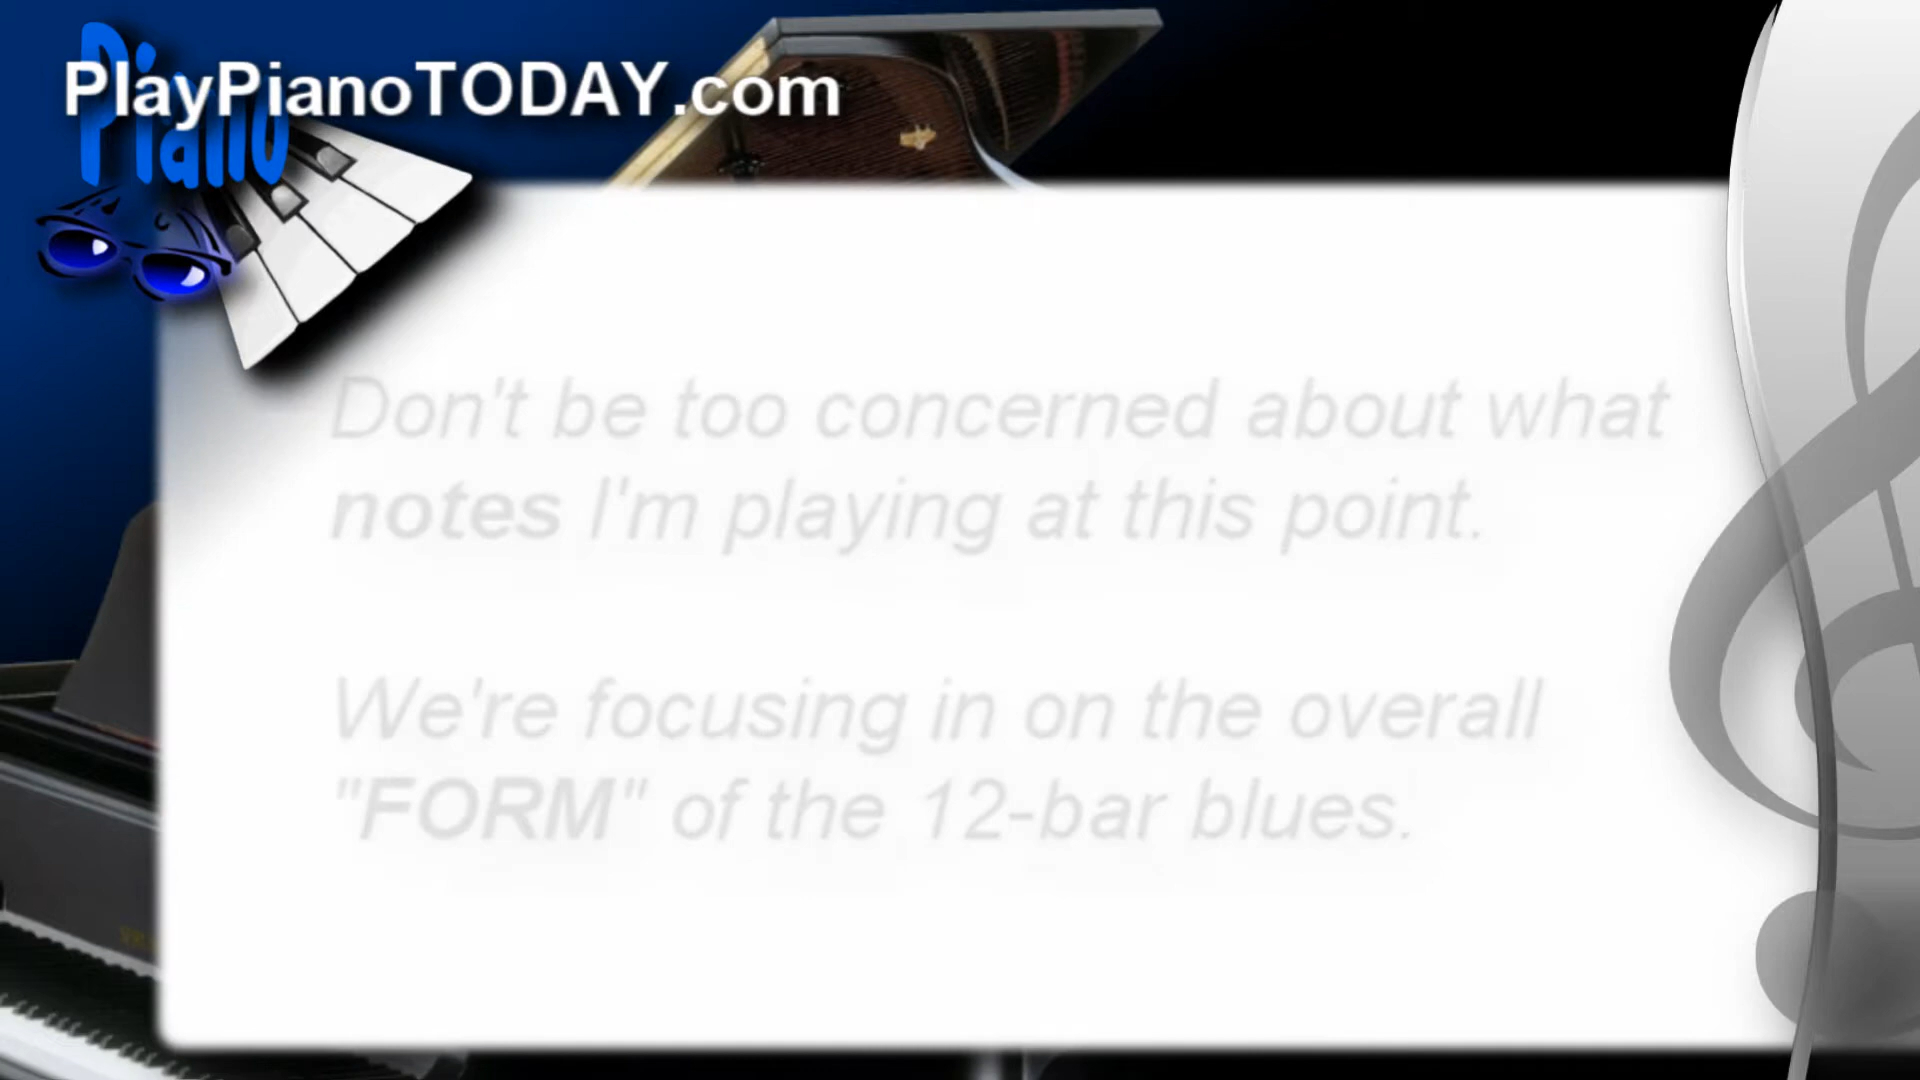 Piano
PlayPianoTODAY.com
Don't be too concerned about what
notes I'm playing at this point.
We're focusing in on the overall
"FORM" of the 12-bar blues.